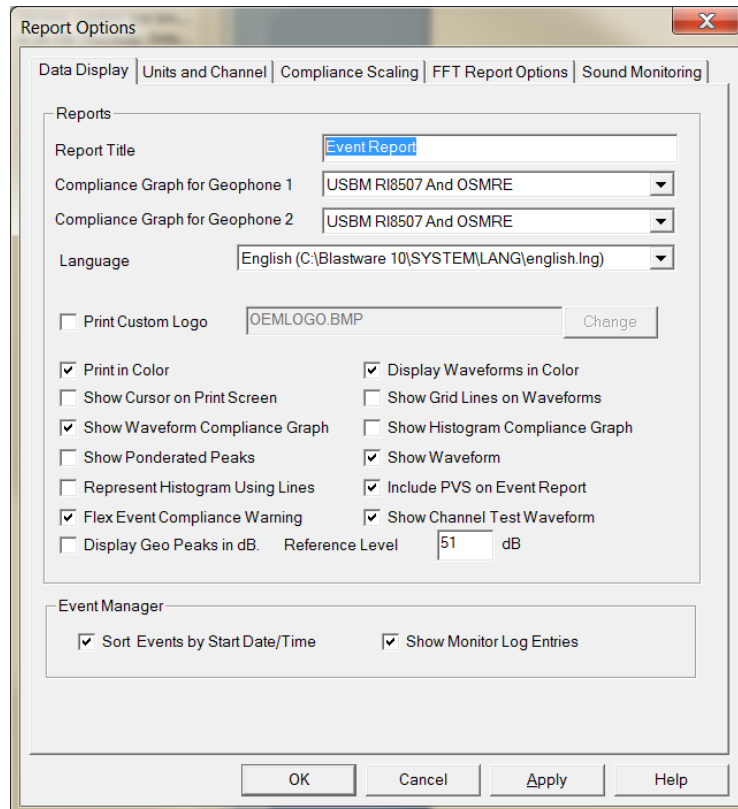 Report Options
X
Data Display Units and Channel Compliance Scaling FFT Report Options Sound Monitoring
Reports
Report Title Event Report
Compliance Graph for Geophone 1 USBM RI8507 And OSMRE
Compliance Graph for Geophone 2 USBM RI8507 And OSMRE
Language English (C:\Blastware 10\SYSTEM\LANG\english.lng)
Print Custom Logo OEMLOGO.BMP Change
Print in Color Display Waveforms in Color
Show Cursor on Print Screen Show Grid Lines on Waveforms
Show Waveform Compliance Graph Show Histogram Compliance Graph
Show Ponderated Peaks Show Waveform
Represent Histogram Using Lines Include PVS on Event Report
Flex Event Compliance Warning Show Channel Test Waveform
Display Geo Peaks in dB. Reference Level 51 dB
Event Manager
Sort Events by Start Date/Time Show Monitor Log Entries
OK Cancel Apply Help